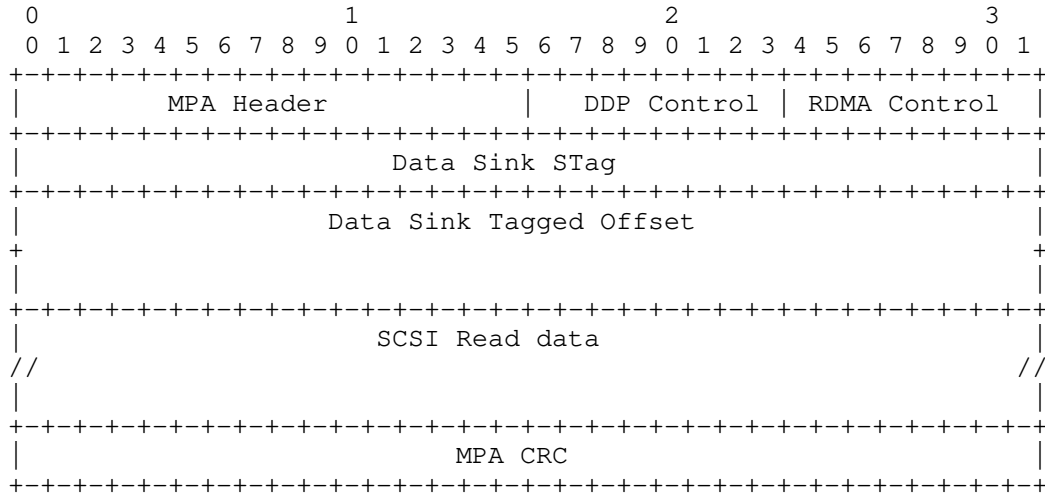 0                   1                   2                   3
0 1 2 3 4 5 6 7 8 9 0 1 2 3 4 5 6 7 8 9 0 1 2 3 4 5 6 7 8 9 0 1
+-+-+-+-+-+-+-+-+-+-+-+-+-+-+-+-+-+-+-+-+-+-+-+-+-+-+-+-+-+-+-+-+
|         MPA Header            |   DDP Control | RDMA Control  |
+-+-+-+-+-+-+-+-+-+-+-+-+-+-+-+-+-+-+-+-+-+-+-+-+-+-+-+-+-+-+-+-+
|                       Data Sink STag                          |
+-+-+-+-+-+-+-+-+-+-+-+-+-+-+-+-+-+-+-+-+-+-+-+-+-+-+-+-+-+-+-+-+
|                   Data Sink Tagged Offset                     |
+                                                               +
|                                                               |
+-+-+-+-+-+-+-+-+-+-+-+-+-+-+-+-+-+-+-+-+-+-+-+-+-+-+-+-+-+-+-+-+
|                      SCSI Read data                           |
//                                                             //
|                                                               |
+-+-+-+-+-+-+-+-+-+-+-+-+-+-+-+-+-+-+-+-+-+-+-+-+-+-+-+-+-+-+-+-+
|                           MPA CRC                             |
+-+-+-+-+-+-+-+-+-+-+-+-+-+-+-+-+-+-+-+-+-+-+-+-+-+-+-+-+-+-+-+-+